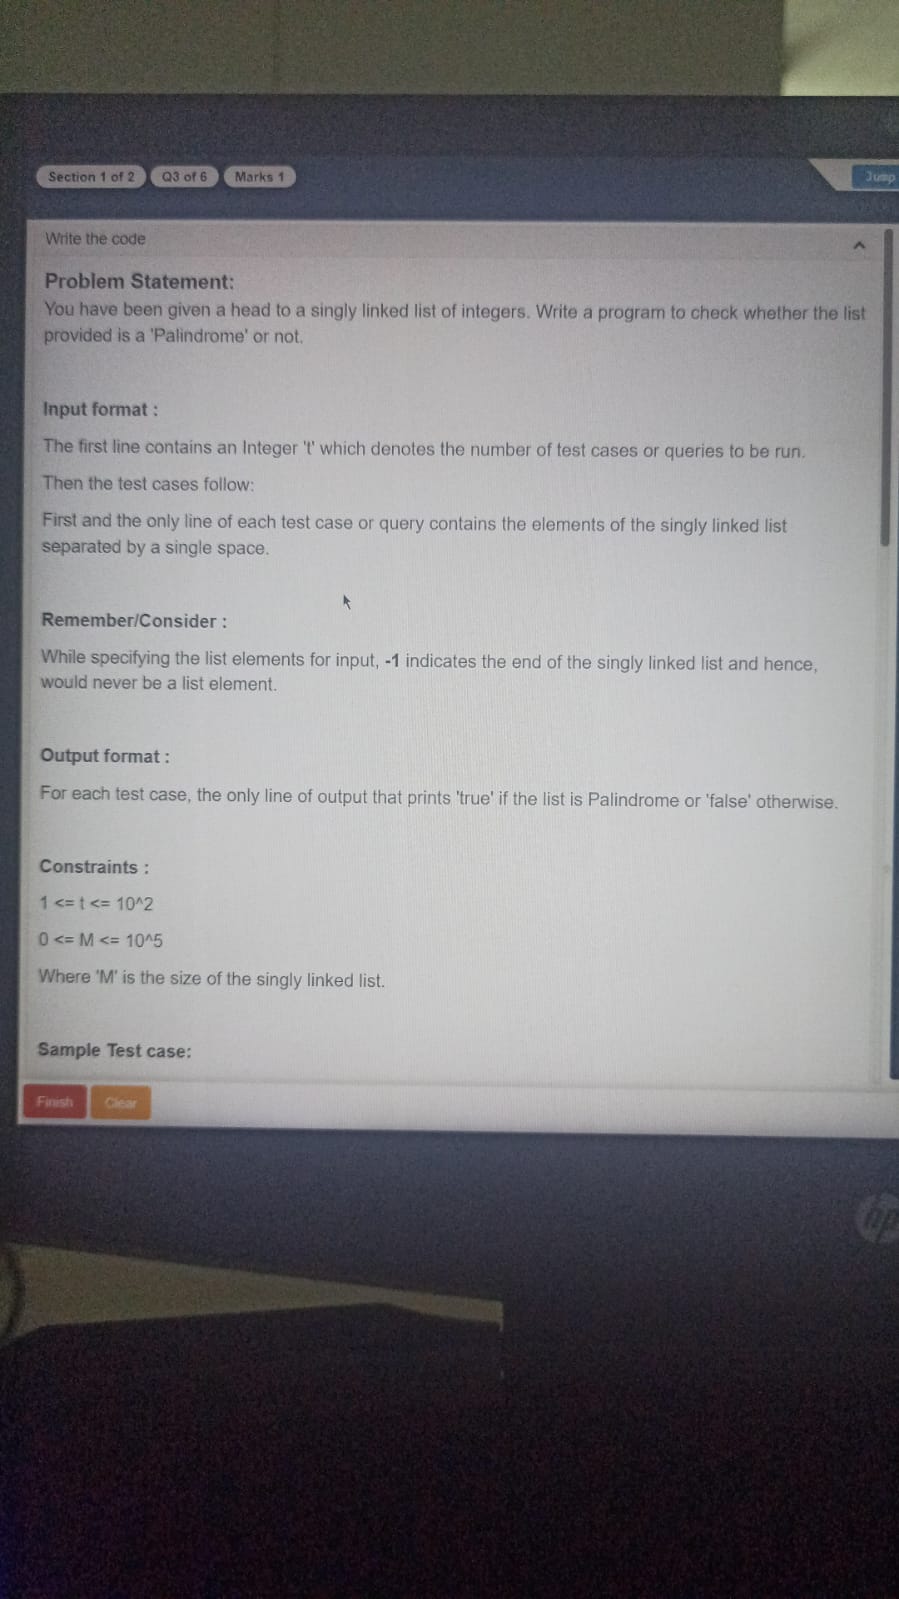 Section 1 of 2 Q3 of 6 Marks 1 Jump
Write the code
Problem Statement:
You have been given a head to a singly linked list of integers. Write a program to check whether the list
provided is a 'Palindrome' or not.
Input format :
The first line contains an Integer 't' which denotes the number of test cases or queries to be run.
Then the test cases follow:
First and the only line of each test case or query contains the elements of the singly linked list
separated by a single space.
Remember/Consider :
While specifying the list elements for input, -1 indicates the end of the singly linked list and hence,
would never be a list element.
Output format :
For each test case, the only line of output that prints 'true' if the list is Palindrome or 'false' otherwise.
Constraints :
1 <= t <= 10^2
0 <= M <= 10^5
Where 'M' is the size of the singly linked list.
Sample Test case:
Finish Clear
hp